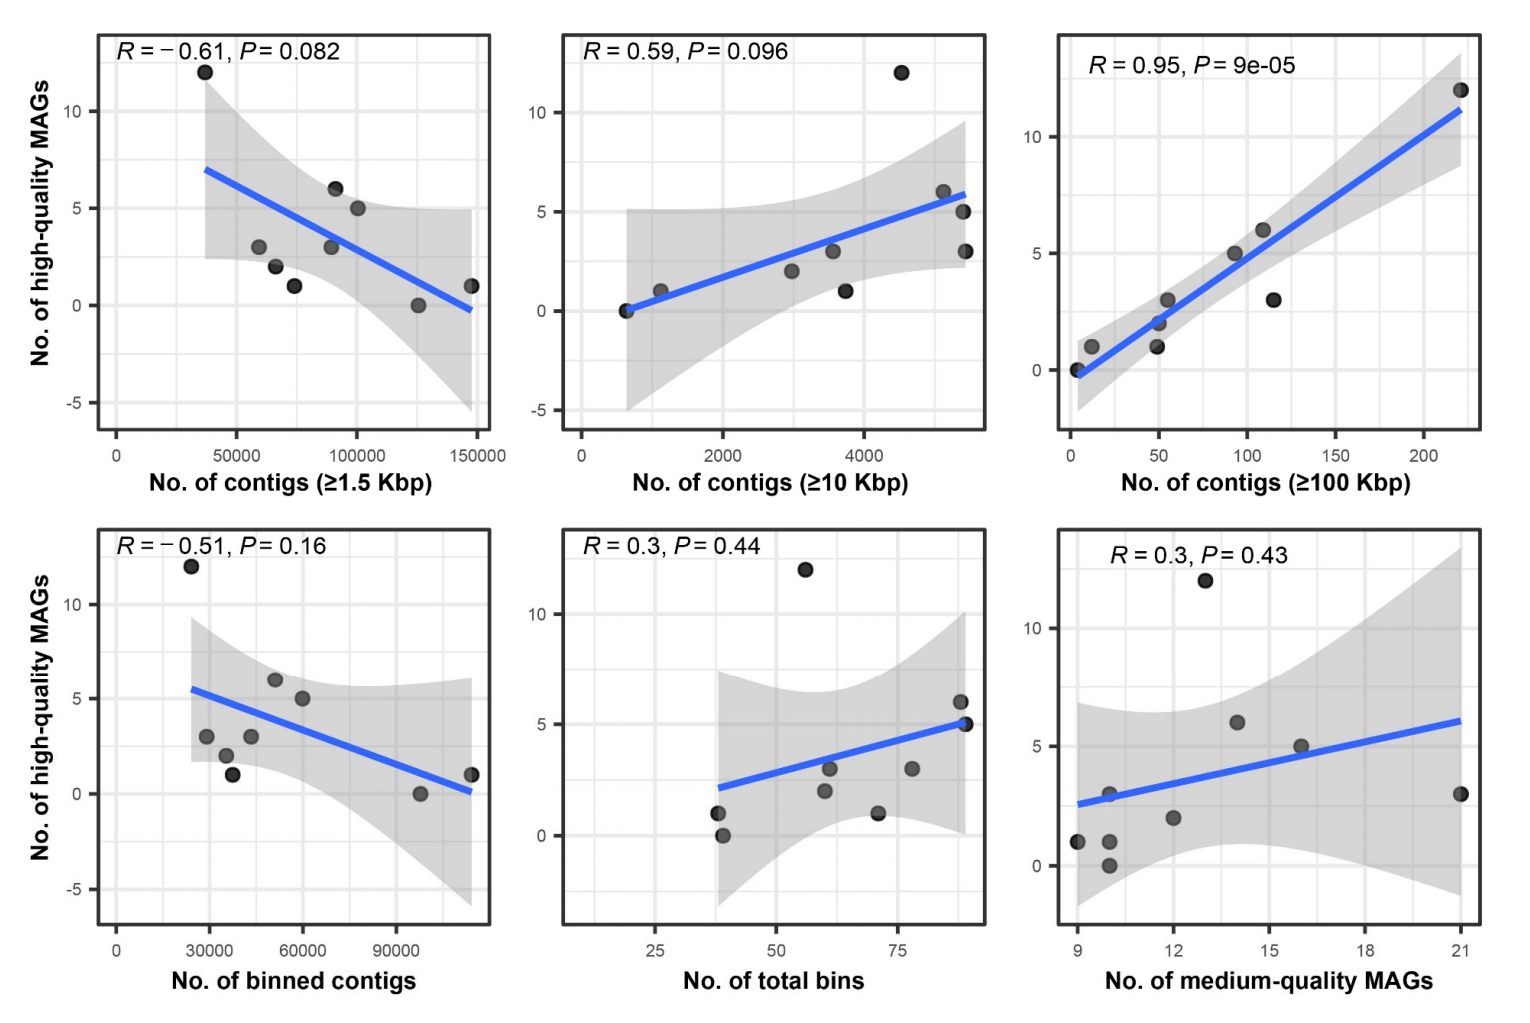 R = −0.61, P = 0.082
No. of high-quality MAGs
10
5
0
-5
0 50000 100000 150000
No. of contigs (≥1.5 Kbp)
R = 0.59, P = 0.096
10
5
0
-5
0 2000 4000
No. of contigs (≥10 Kbp)
R = 0.95, P = 9e-05
10
5
0
0 50 100 150 200
No. of contigs (≥100 Kbp)
R = −0.51, P = 0.16
No. of high-quality MAGs
10
5
0
-5
0 30000 60000 90000
No. of binned contigs
R = 0.3, P = 0.44
10
5
0
25 50 75
No. of total bins
R = 0.3, P = 0.43
10
5
0
9 12 15 18 21
No. of medium-quality MAGs